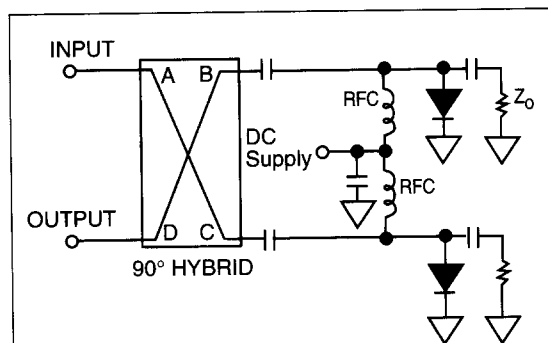 INPUT
A
B
RFC
Z₀
DC
Supply
RFC
OUTPUT
D
C
90° HYBRID